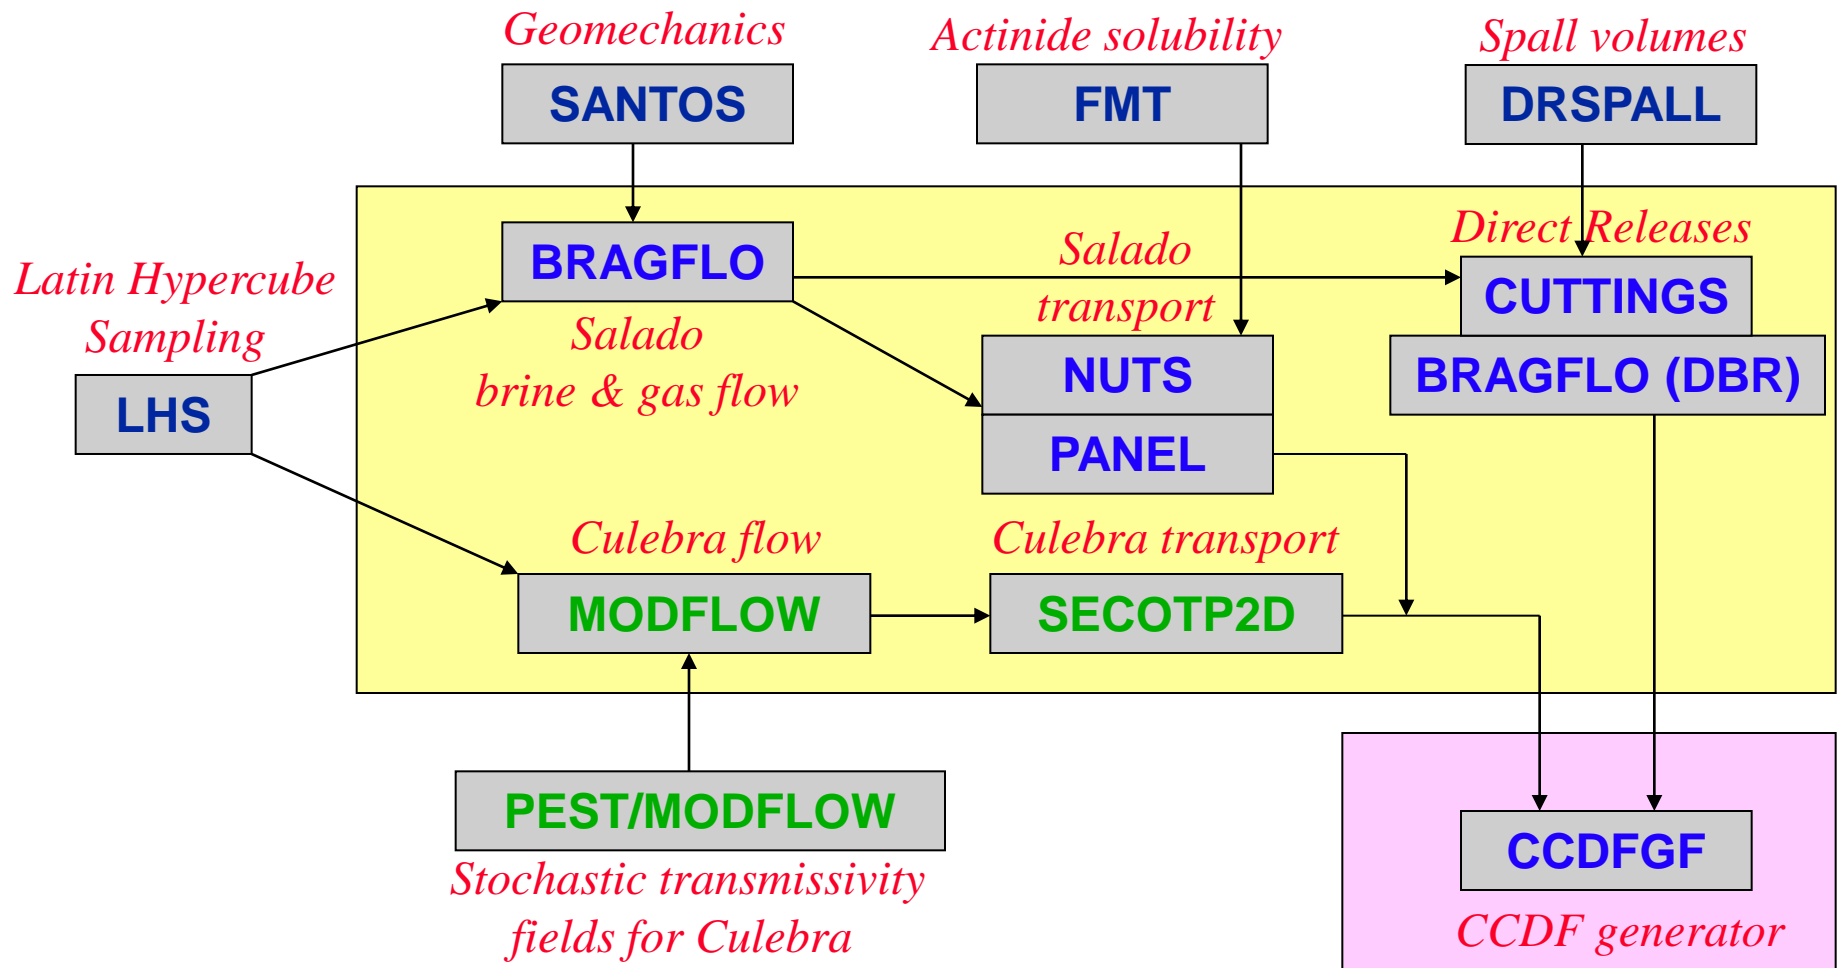 Geomechanics
Actinide solubility
Spall volumes
SANTOS
FMT
DRSPALL
BRAGFLO
Salado
transport
Direct Releases
CUTTINGS
Latin Hypercube
Sampling
LHS
Salado
brine & gas flow
NUTS
PANEL
BRAGFLO (DBR)
Culebra flow
Culebra transport
MODFLOW
SECOTP2D
PEST/MODFLOW
Stochastic transmissivity
fields for Culebra
CCDFGF
CCDF generator